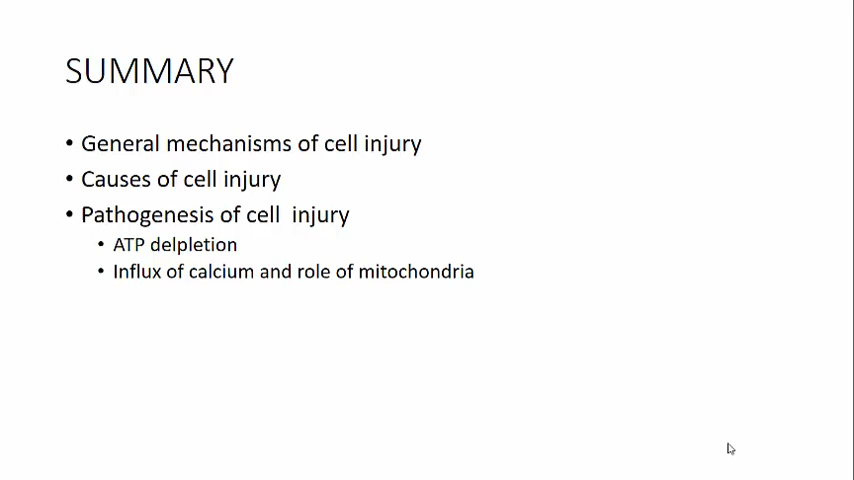 SUMMARY
• General mechanisms of cell injury
• Causes of cell injury
• Pathogenesis of cell  injury
• ATP delpletion
• Influx of calcium and role of mitochondria